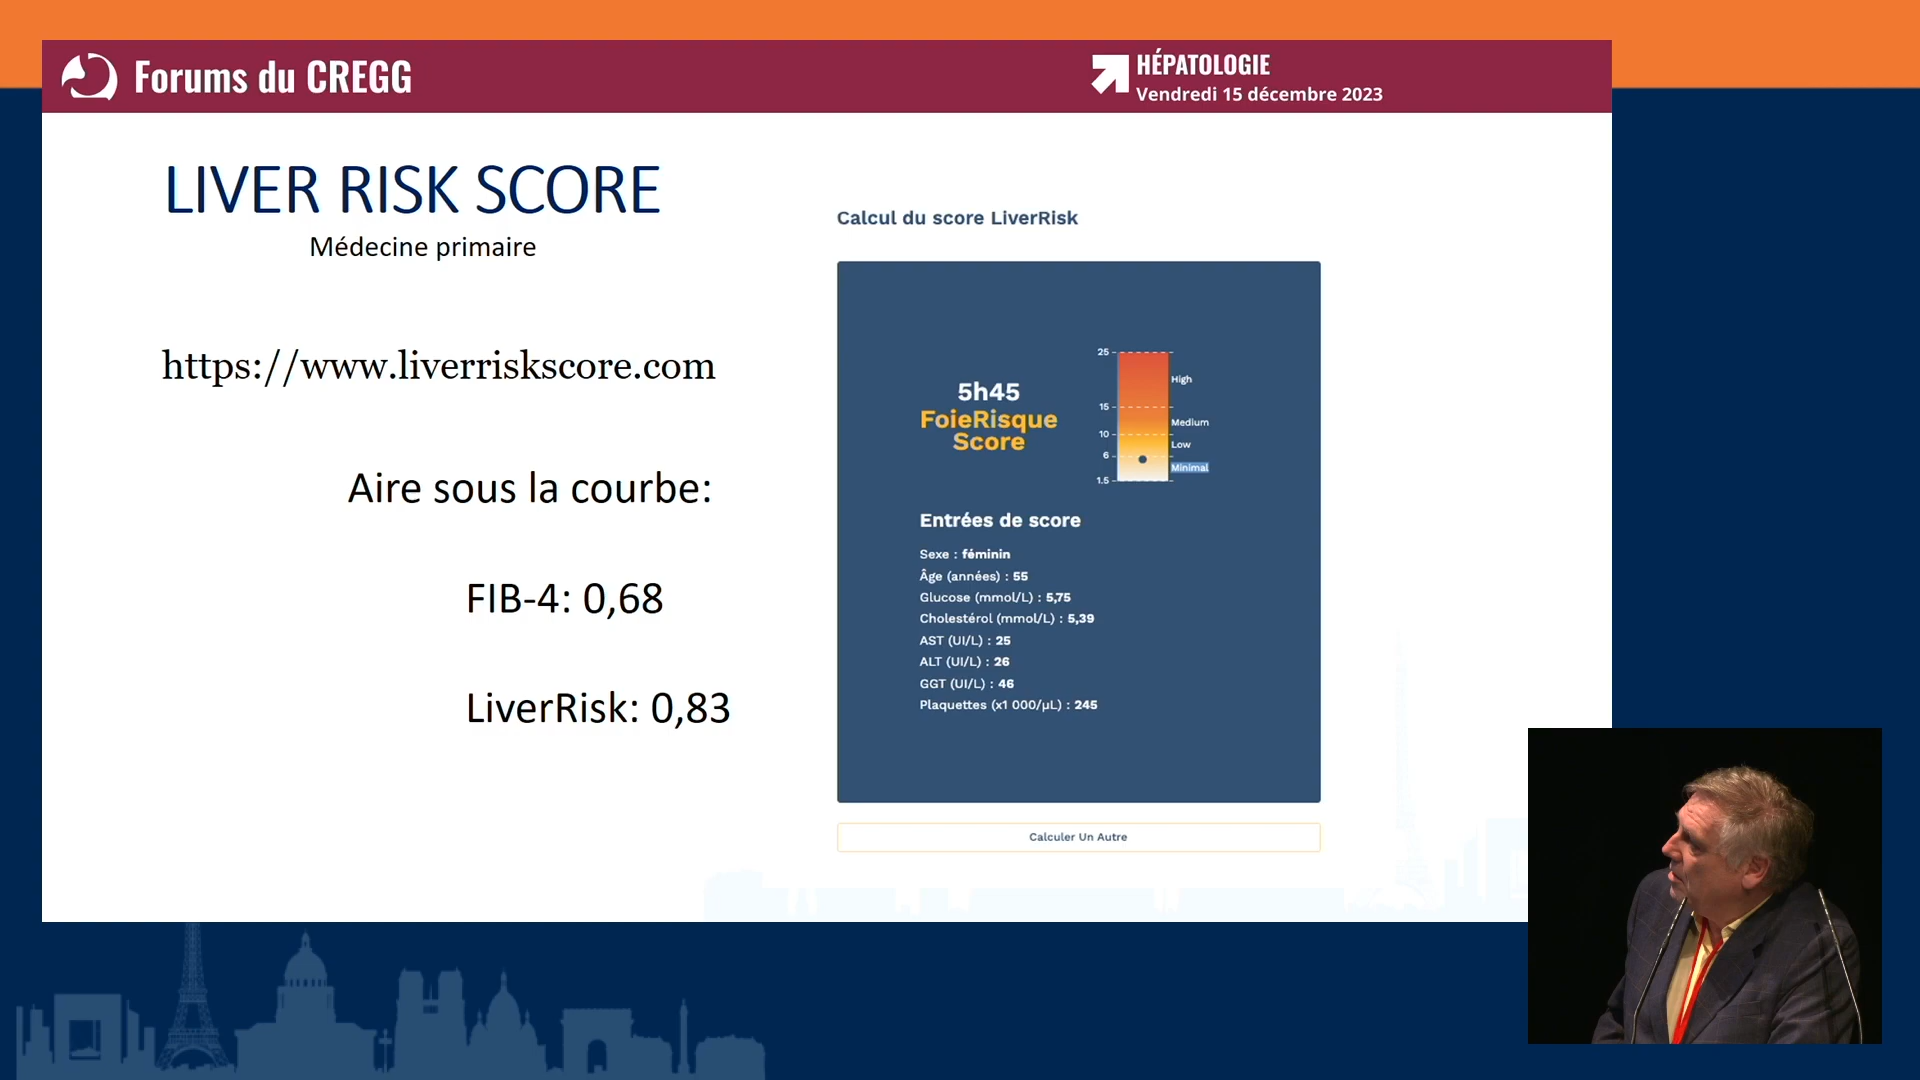 Forums du CREGG
HÉPATOLOGIE
Vendredi 15 décembre 2023
LIVER RISK SCORE
Médecine primaire
https://www.liverriskscore.com
Aire sous la courbe:
FIB-4: 0,68
LiverRisk: 0,83
Calcul du score LiverRisk
5h45
FoieRisque
Score
25
High
15
Medium
10
Low
6
Minimal
1.5
Entrées de score
Sexe : féminin
Âge (années) : 55
Glucose (mmol/L) : 5,75
Cholestérol (mmol/L) : 5,39
AST (UI/L) : 25
ALT (UI/L) : 26
GGT (UI/L) : 46
Plaquettes (x1 000/µL) : 245
Calculer Un Autre